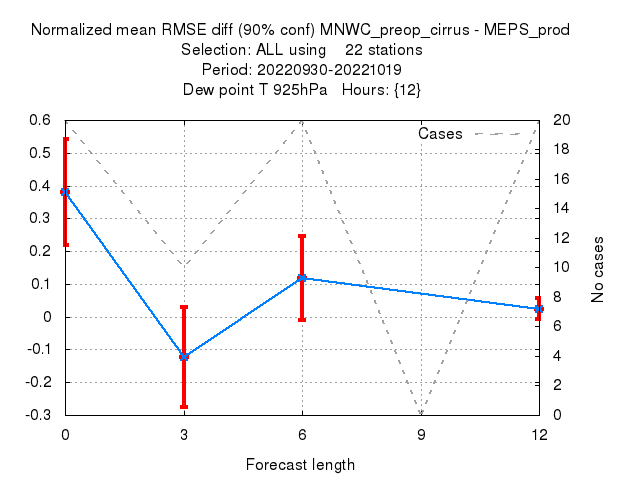 Normalized mean RMSE diff (90% conf) MNWC_preop_cirrus - MEPS_prod
Selection: ALL using 22 stations
Period: 20220930-20221019
Dew point T 925hPa Hours: {12}
Cases
0.6
0.5
0.4
0.3
0.2
0.1
0
-0.1
-0.2
-0.3
20
18
16
14
12
10
8
6
4
2
0
No cases
0 3 6 9 12
Forecast length